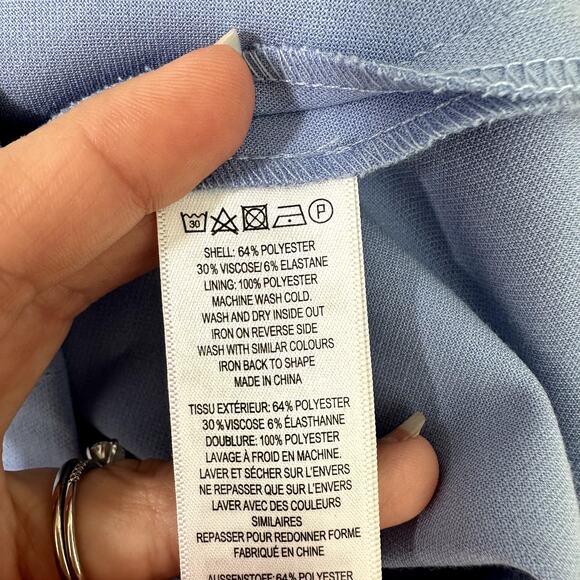 30 P
SHELL: 64% POLYESTER
30% VISCOSE/ 6% ELASTANE
LINING: 100% POLYESTER
MACHINE WASH COLD.
WASH AND DRY INSIDE OUT
IRON ON REVERSE SIDE
WASH WITH SIMILAR COLOURS
IRON BACK TO SHAPE
MADE IN CHINA
TISSU EXTÉRIEUR: 64% POLYESTER
30 %VISCOSE 6% ÉLASTHANNE
DOUBLURE: 100% POLYESTER
LAVAGE À FROID EN MACHINE.
LAVER ET SÉCHER SUR L'ENVERS
NE REPASSER QUE SUR L'ENVERS
LAVER AVEC DES COULEURS
SIMILAIRES
REPASSER POUR REDONNER FORME
FABRIQUÉ EN CHINE
AUSSENSTOFF: 64% POLYESTER